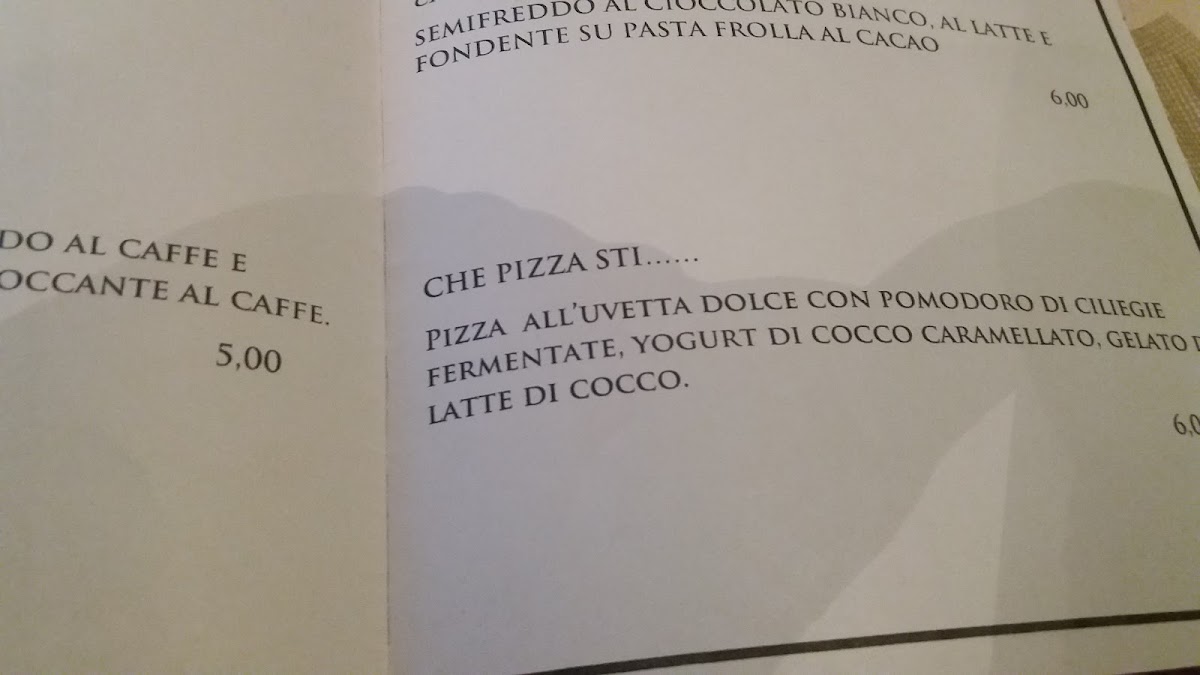 DO AL CAFFE E
OCCANTE AL CAFFE.
5,00
SEMIFREDDO AL CIOCCOLATO BIANCO, AL LATTE E
FONDENTE SU PASTA FROLLA AL CACAO
6,00
CHE PIZZA STI......
PIZZA ALL'UVETTA DOLCE CON POMODORO DI CILIEGIE
FERMENTATE, YOGURT DI COCCO CARAMELLATO, GELATO D
LATTE DI COCCO.
6,0